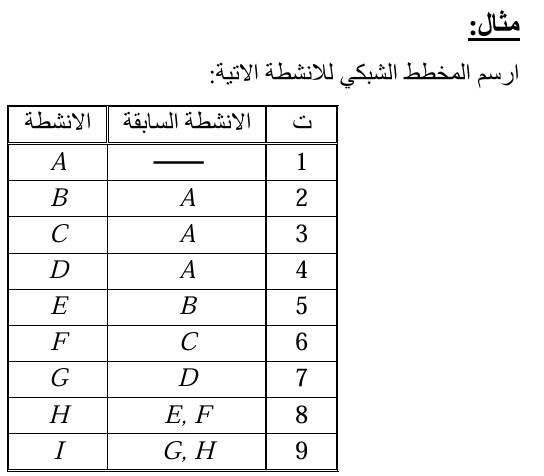 مثال:
ارسم المخطط الشبكي للانشطة الاتية:
ت الانشطة السابقة الانشطة
1 — A
2 A B
3 A C
4 A D
5 B E
6 C F
7 D G
8 E, F H
9 G, H I